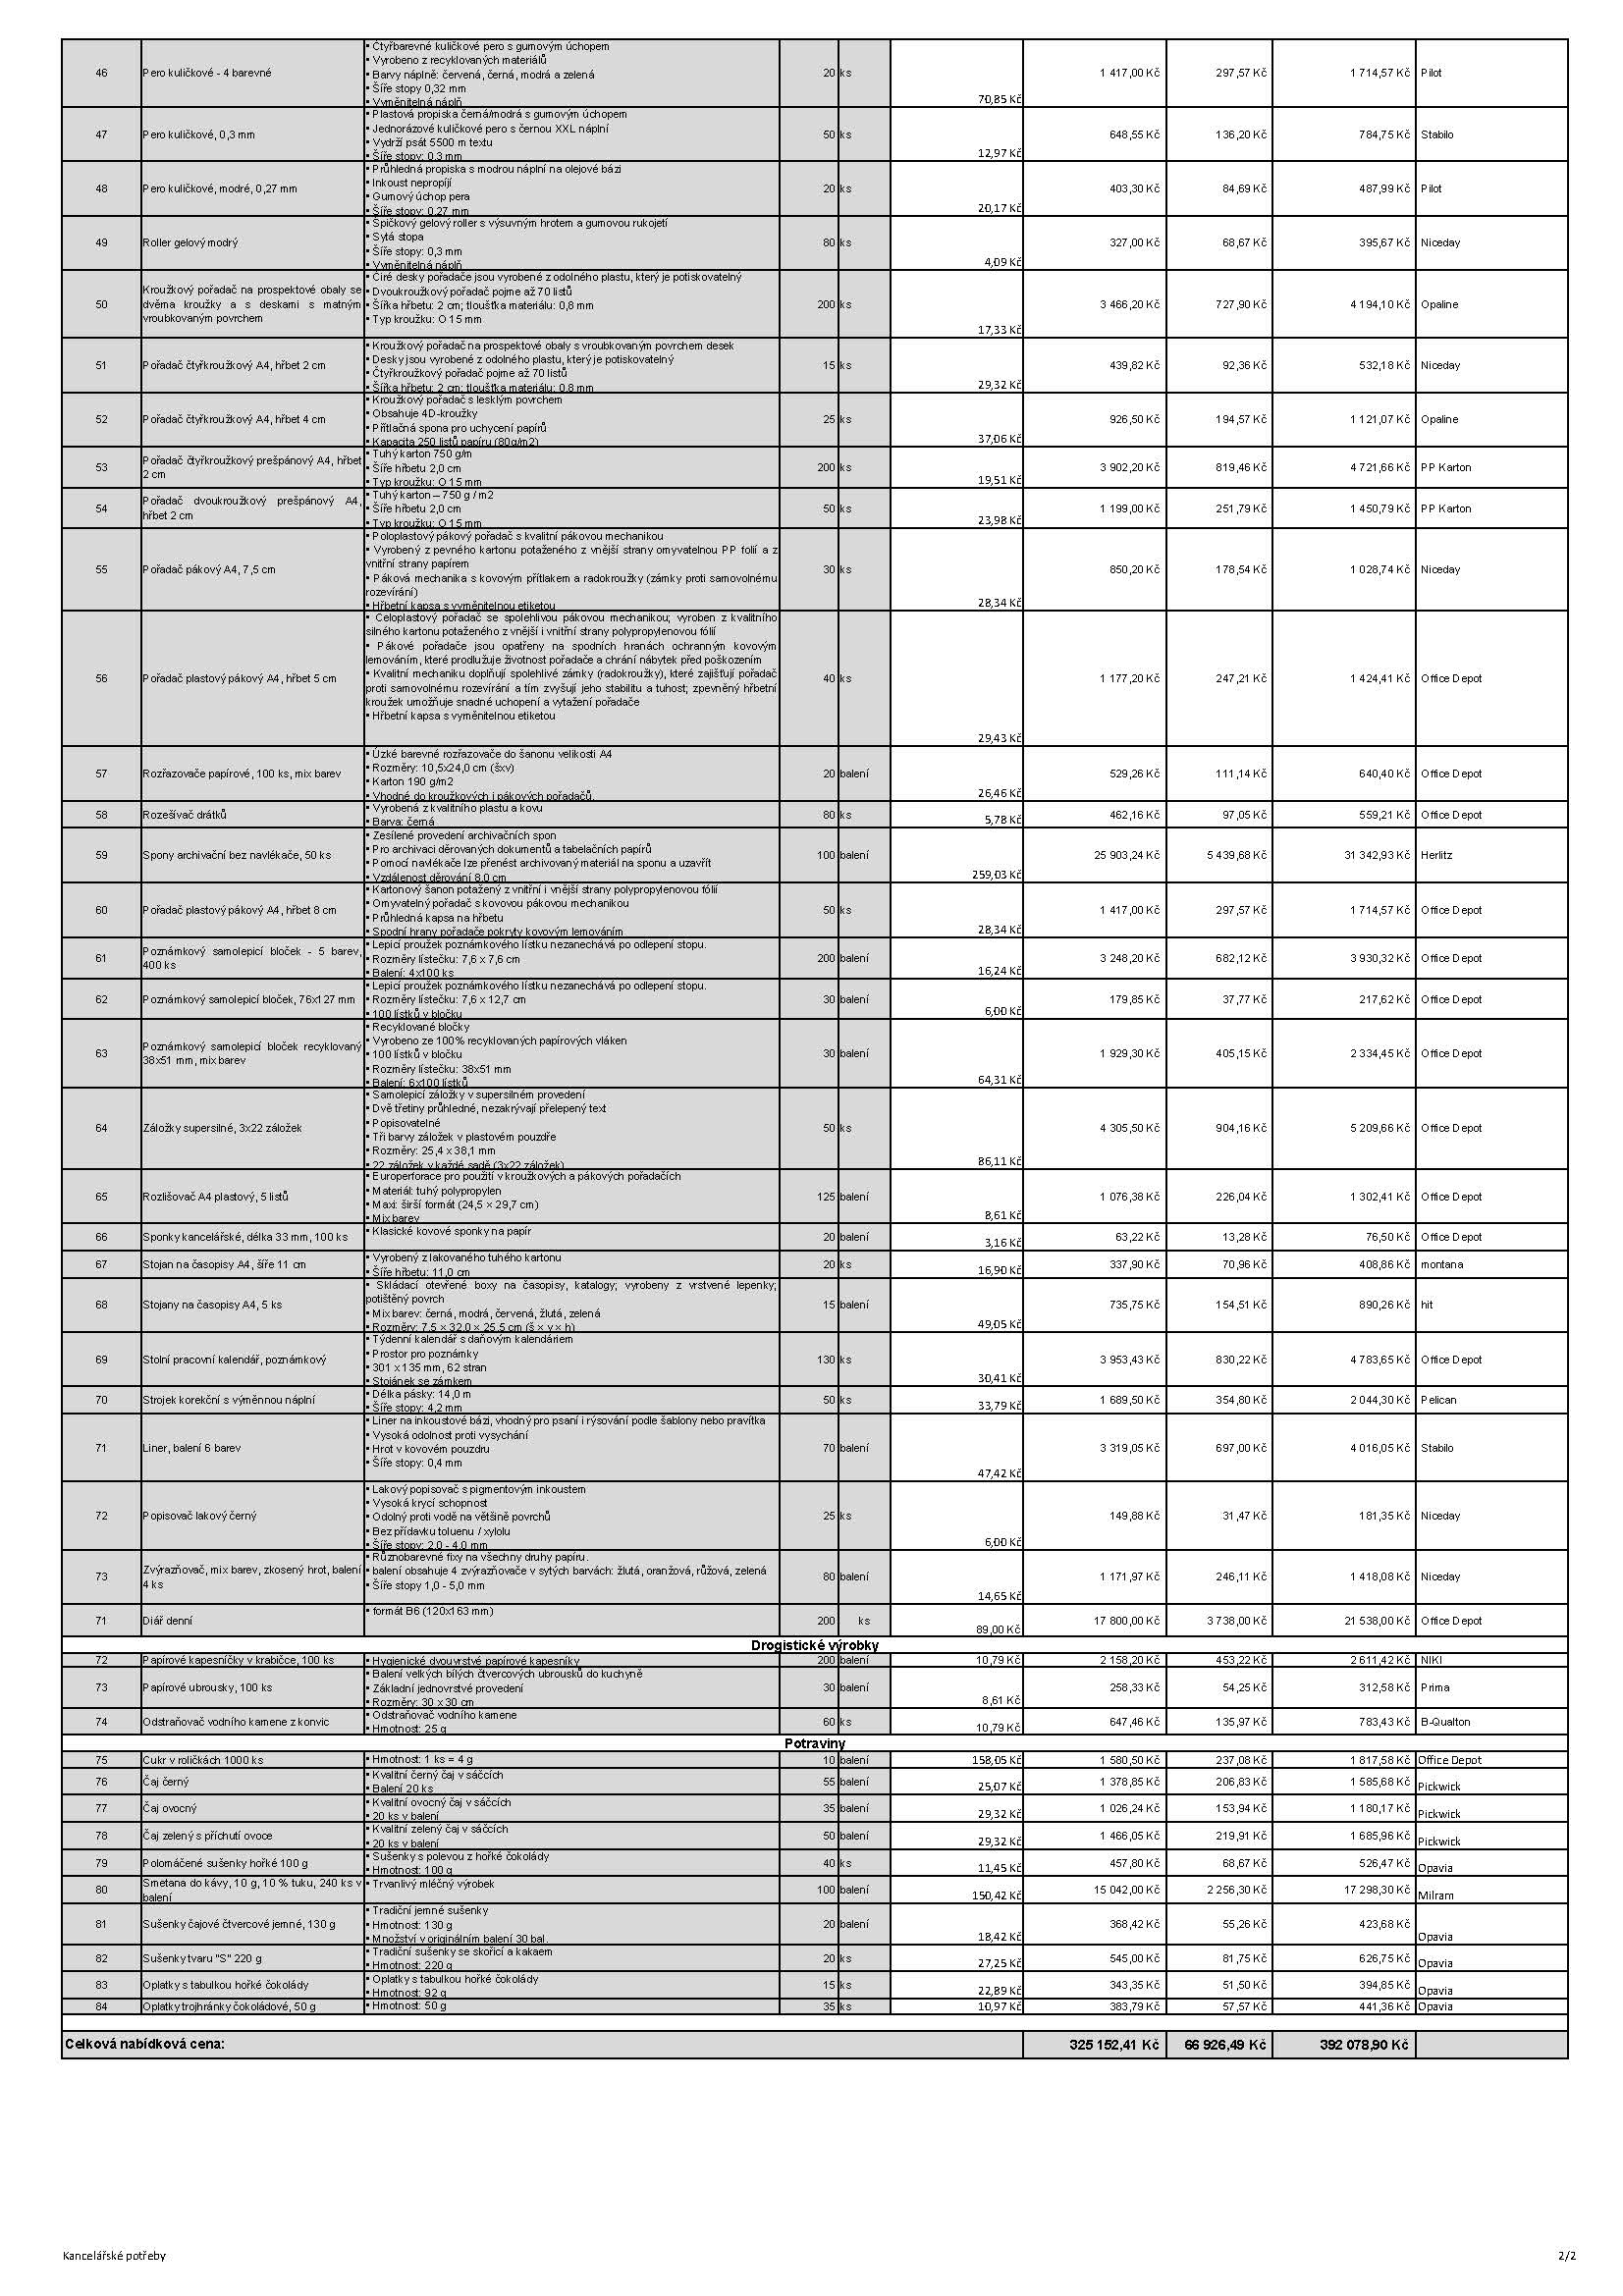 46 Pero kuličkové - 4 barevné • Čtyřbarevné kuličkové pero s gumovým úchopem
• Vyrobeno z recyklovaných materiálů
• Barvy náplně: červená, černá, modrá a zelená
• Šíře stopy 0,32 mm
• Vyměnitelná náplň 20 ks 70,85 Kč 1 417,00 Kč 297,57 Kč 1 714,57 Kč Pilot
47 Pero kuličkové, 0,3 mm • Plastová propiska černá/modrá s gumovým úchopem
• Jednorázové kuličkové pero s černou XXL náplní
• Vydrží psát 5500 m textu
• Šíře stopy: 0,3 mm 50 ks 12,97 Kč 648,55 Kč 136,20 Kč 784,75 Kč Stabilo
48 Pero kuličkové, modré, 0,27 mm • Průhledná propiska s modrou náplní na olejové bázi
• Inkoust nepropíjí
• Gumový úchop pera
• Šíře stopy: 0,27 mm 20 ks 20,17 Kč 403,30 Kč 84,69 Kč 487,99 Kč Pilot
49 Roller gelový modrý • Špičkový gelový roller s výsuvným hrotem a gumovou rukojetí
• Sytá stopa
• Šíře stopy: 0,3 mm
• Vyměnitelná náplň 80 ks 4,09 Kč 327,00 Kč 68,67 Kč 395,67 Kč Niceday
50 Kroužkový pořadač na prospektové obaly se
dvěma kroužky a s deskami s matným
vroubkovaným povrchem • Čiré desky pořadače jsou vyrobené z odolného plastu, který je potiskovatelný
• Dvoukroužkový pořadač pojme až 70 listů
• Šířka hřbetu: 2 cm; tloušťka materiálu: 0,8 mm
• Typ kroužku: O 15 mm 200 ks 17,33 Kč 3 466,20 Kč 727,90 Kč 4 194,10 Kč Opaline
51 Pořadač čtyřkroužkový A4, hřbet 2 cm • Kroužkový pořadač na prospektové obaly s vroubkovaným povrchem desek
• Desky jsou vyrobené z odolného plastu, který je potiskovatelný
• Čtyřkroužkový pořadač pojme až 70 listů
• Šířka hřbetu: 2 cm; tloušťka materiálu: 0,8 mm 15 ks 29,32 Kč 439,82 Kč 92,36 Kč 532,18 Kč Niceday
52 Pořadač čtyřkroužkový A4, hřbet 4 cm • Kroužkový pořadač s lesklým povrchem
• Obsahuje 4D-kroužky
• Přítlačná spona pro uchycení papírů
• Kapacita 250 listů papíru (80g/m2) 25 ks 37,06 Kč 926,50 Kč 194,57 Kč 1 121,07 Kč Opaline
53 Pořadač čtyřkroužkový prešpánový A4, hřbet
2 cm • Tuhý karton 750 g/m
• Šíře hřbetu 2,0 cm
• Typ kroužku: O 15 mm 200 ks 19,51 Kč 3 902,20 Kč 819,46 Kč 4 721,66 Kč PP Karton
54 Pořadač dvoukroužkový prešpánový A4,
hřbet 2 cm • Tuhý karton – 750 g / m2
• Šíře hřbetu 2,0 cm
• Typ kroužku: O 15 mm 50 ks 23,98 Kč 1 199,00 Kč 251,79 Kč 1 450,79 Kč PP Karton
55 Pořadač pákový A4, 7,5 cm • Poloplastový pákový pořadač s kvalitní pákovou mechanikou
• Vyrobený z pevného kartonu potaženého z vnější strany omyvatelnou PP folií a z
vnitřní strany papírem
• Páková mechanika s kovovým přítlakem a radokroužky (zámky proti samovolnému
rozevírání)
• Hřbetní kapsa s vyměnitelnou etiketou 30 ks 28,34 Kč 850,20 Kč 178,54 Kč 1 028,74 Kč Niceday
56 Pořadač plastový pákový A4, hřbet 5 cm • Celoplastový pořadač se spolehlivou pákovou mechanikou; vyroben z kvalitního
silného kartonu potaženého z vnější i vnitřní strany polypropylenovou fólií
• Pákové pořadače jsou opatřeny na spodních hranách ochranným kovovým
lemováním, které prodlužuje životnost pořadače a chrání nábytek před poškozením
• Kvalitní mechaniku doplňují spolehlivé zámky (radokroužky), které zajišťují pořadač
proti samovolnému rozevírání a tím zvyšují jeho stabilitu a tuhost; zpevněný hřbetní
kroužek umožňuje snadné uchopení a vytažení pořadače
• Hřbetní kapsa s vyměnitelnou etiketou 40 ks 29,43 Kč 1 177,20 Kč 247,21 Kč 1 424,41 Kč Office Depot
57 Rozřazovače papírové, 100 ks, mix barev • Úzké barevné rozřazovače do šanonu velikosti A4
• Rozměry: 10,5x24,0 cm (šxv)
• Karton 190 g/m2
• Vhodné do kroužkových i pákových pořadačů. 20 balení 26,46 Kč 529,26 Kč 111,14 Kč 640,40 Kč Office Depot
58 Rozešívač drátků • Vyrobená z kvalitního plastu a kovu
• Barva: černá 80 ks 5,78 Kč 462,16 Kč 97,05 Kč 559,21 Kč Office Depot
59 Spony archivační bez navlékače, 50 ks • Zesílené provedení archivačních spon
• Pro archivaci děrovaných dokumentů a tabelačních papírů
• Pomocí navlékače lze přenést archivovaný materiál na sponu a uzavřít
• Vzdálenost děrování 8,0 cm 100 balení 259,03 Kč 25 903,24 Kč 5 439,68 Kč 31 342,93 Kč Herlitz
60 Pořadač plastový pákový A4, hřbet 8 cm • Kartonový šanon potažený z vnitřní i vnější strany polypropylenovou fólií
• Omyvatelný pořadač s kovovou pákovou mechanikou
• Průhledná kapsa na hřbetu
• Spodní hrany pořadače pokryty kovovým lemováním 50 ks 28,34 Kč 1 417,00 Kč 297,57 Kč 1 714,57 Kč Office Depot
61 Poznámkový samolepicí bloček - 5 barev,
400 ks • Lepicí proužek poznámkového lístku nezanechává po odlepení stopu.
• Rozměry lístečku: 7,6 x 7,6 cm
• Balení: 4x100 ks 200 balení 16,24 Kč 3 248,20 Kč 682,12 Kč 3 930,32 Kč Office Depot
62 Poznámkový samolepicí bloček, 76x127 mm • Lepicí proužek poznámkového lístku nezanechává po odlepení stopu.
• Rozměry lístečku: 7,6 x 12,7 cm
• 100 lístků v bločku 30 balení 6,00 Kč 179,85 Kč 37,77 Kč 217,62 Kč Office Depot
63 Poznámkový samolepicí bloček recyklovaný
38x51 mm, mix barev • Recyklované bločky
• Vyrobeno ze 100% recyklovaných papírových vláken
• 100 lístků v bločku
• Rozměry lístečku: 38x51 mm
• Balení: 6x100 lístků 30 balení 64,31 Kč 1 929,30 Kč 405,15 Kč 2 334,45 Kč Office Depot
64 Záložky supersilné, 3x22 záložek • Samolepicí záložky v supersilném provedení
• Dvě třetiny průhledné, nezakrývají přelepený text
• Popisovatelné
• Tři barvy záložek v plastovém pouzdře
• Rozměry: 25,4 x 38,1 mm
• 22 záložek v každé sadě (3x22 záložek) 50 ks 86,11 Kč 4 305,50 Kč 904,16 Kč 5 209,66 Kč Office Depot
65 Rozlišovač A4 plastový, 5 listů • Europerforace pro použití v kroužkových a pákových pořadačích
• Materiál: tuhý polypropylen
• Maxi: širší formát (24,5 × 29,7 cm)
• Mix barev 125 balení 8,61 Kč 1 076,38 Kč 226,04 Kč 1 302,41 Kč Office Depot
66 Sponky kancelářské, délka 33 mm, 100 ks • Klasické kovové sponky na papír 20 balení 3,16 Kč 63,22 Kč 13,28 Kč 76,50 Kč Office Depot
67 Stojan na časopisy A4, šíře 11 cm • Vyrobený z lakovaného tuhého kartonu
• Šíře hřbetu: 11,0 cm 20 ks 16,90 Kč 337,90 Kč 70,96 Kč 408,86 Kč montana
68 Stojany na časopisy A4, 5 ks • Skládací otevřené boxy na časopisy, katalogy; vyrobeny z vrstvené lepenky;
potištěný povrch
• Mix barev: černá, modrá, červená, žlutá, zelená
• Rozměry: 7,5 × 32,0 × 25,5 cm (š × v × h) 15 balení 49,05 Kč 735,75 Kč 154,51 Kč 890,26 Kč hit
69 Stolní pracovní kalendář, poznámkový • Týdenní kalendář s daňovým kalendáriem
• Prostor pro poznámky
• 301 x 135 mm, 62 stran
• Stojánek se zámkem 130 ks 30,41 Kč 3 953,43 Kč 830,22 Kč 4 783,65 Kč Office Depot
70 Strojek korekční s výměnnou náplní • Délka pásky: 14,0 m
• Šíře stopy: 4,2 mm 50 ks 33,79 Kč 1 689,50 Kč 354,80 Kč 2 044,30 Kč Pelican
71 Liner, balení 6 barev • Liner na inkoustové bázi, vhodný pro psaní i rýsování podle šablony nebo pravítka
• Vysoká odolnost proti vysychání
• Hrot v kovovém pouzdru
• Šíře stopy: 0,4 mm 70 balení 47,42 Kč 3 319,05 Kč 697,00 Kč 4 016,05 Kč Stabilo
72 Popisovač lakový černý • Lakový popisovač s pigmentovým inkoustem
• Vysoká krycí schopnost
• Odolný proti vodě na většině povrchů
• Bez přídavku toluenu / xylolu
• Šíře stopy: 2,0 - 4,0 mm 25 ks 6,00 Kč 149,88 Kč 31,47 Kč 181,35 Kč Niceday
73 Zvýrazňovač, mix barev, zkosený hrot, balení
4 ks • Různobarevné fixy na všechny druhy papíru.
• balení obsahuje 4 zvýrazňovače v sytých barvách: žlutá, oranžová, růžová, zelená
• Šíře stopy 1,0 - 5,0 mm 80 balení 14,65 Kč 1 171,97 Kč 246,11 Kč 1 418,08 Kč Niceday
71 Diář denní • formát B6 (120x163 mm) 200 ks 89,00 Kč 17 800,00 Kč 3 738,00 Kč 21 538,00 Kč Office Depot
Drogistické výrobky
72 Papírové kapesníčky v krabičce, 100 ks • Hygienické dvouvrstvé papírové kapesníky 200 balení 10,79 Kč 2 158,20 Kč 453,22 Kč 2 611,42 Kč NIKI
73 Papírové ubrousky, 100 ks • Balení velkých bílých čtvercových ubrousků do kuchyně
• Základní jednovrstvé provedení
• Rozměry: 30 x 30 cm 30 balení 8,61 Kč 258,33 Kč 54,25 Kč 312,58 Kč Prima
74 Odstraňovač vodního kamene z konvic • Odstraňovač vodního kamene
• Hmotnost: 25 g 60 ks 10,79 Kč 647,46 Kč 135,97 Kč 783,43 Kč B-Qualton
Potraviny
75 Cukr v roličkách 1000 ks • Hmotnost: 1 ks = 4 g 10 balení 158,05 Kč 1 580,50 Kč 237,08 Kč 1 817,58 Kč Office Depot
76 Čaj černý • Kvalitní černý čaj v sáčcích
• Balení 20 ks 55 balení 25,07 Kč 1 378,85 Kč 206,83 Kč 1 585,68 Kč Pickwick
77 Čaj ovocný • Kvalitní ovocný čaj v sáčcích
• 20 ks v balení 35 balení 29,32 Kč 1 026,24 Kč 153,94 Kč 1 180,17 Kč Pickwick
78 Čaj zelený s příchutí ovoce • Kvalitní zelený čaj v sáčcích
• 20 ks v balení 50 balení 29,32 Kč 1 466,05 Kč 219,91 Kč 1 685,96 Kč Pickwick
79 Polomáčené sušenky hořké 100 g • Sušenky s polevou z hořké čokolády
• Hmotnost: 100 g 40 ks 11,45 Kč 457,80 Kč 68,67 Kč 526,47 Kč Opavia
80 Smetana do kávy, 10 g, 10 % tuku, 240 ks v
balení • Trvanlivý mléčný výrobek 100 balení 150,42 Kč 15 042,00 Kč 2 256,30 Kč 17 298,30 Kč Milram
81 Sušenky čajové čtvercové jemné, 130 g • Tradiční jemné sušenky
• Hmotnost: 130 g
• Množství v originálním balení 30 bal. 20 balení 18,42 Kč 368,42 Kč 55,26 Kč 423,68 Kč Opavia
82 Sušenky tvaru "S" 220 g • Tradiční sušenky se skořicí a kakaem
• Hmotnost: 220 g 20 ks 27,25 Kč 545,00 Kč 81,75 Kč 626,75 Kč Opavia
83 Oplatky s tabulkou hořké čokolády • Oplatky s tabulkou hořké čokolády
• Hmotnost: 92 g 15 ks 22,89 Kč 343,35 Kč 51,50 Kč 394,85 Kč Opavia
84 Oplatky trojhránky čokoládové, 50 g • Hmotnost: 50 g 35 ks 10,97 Kč 383,79 Kč 57,57 Kč 441,36 Kč Opavia
Celková nabídková cena: 325 152,41 Kč 66 926,49 Kč 392 078,90 Kč
Kancelářské potřeby 2/2